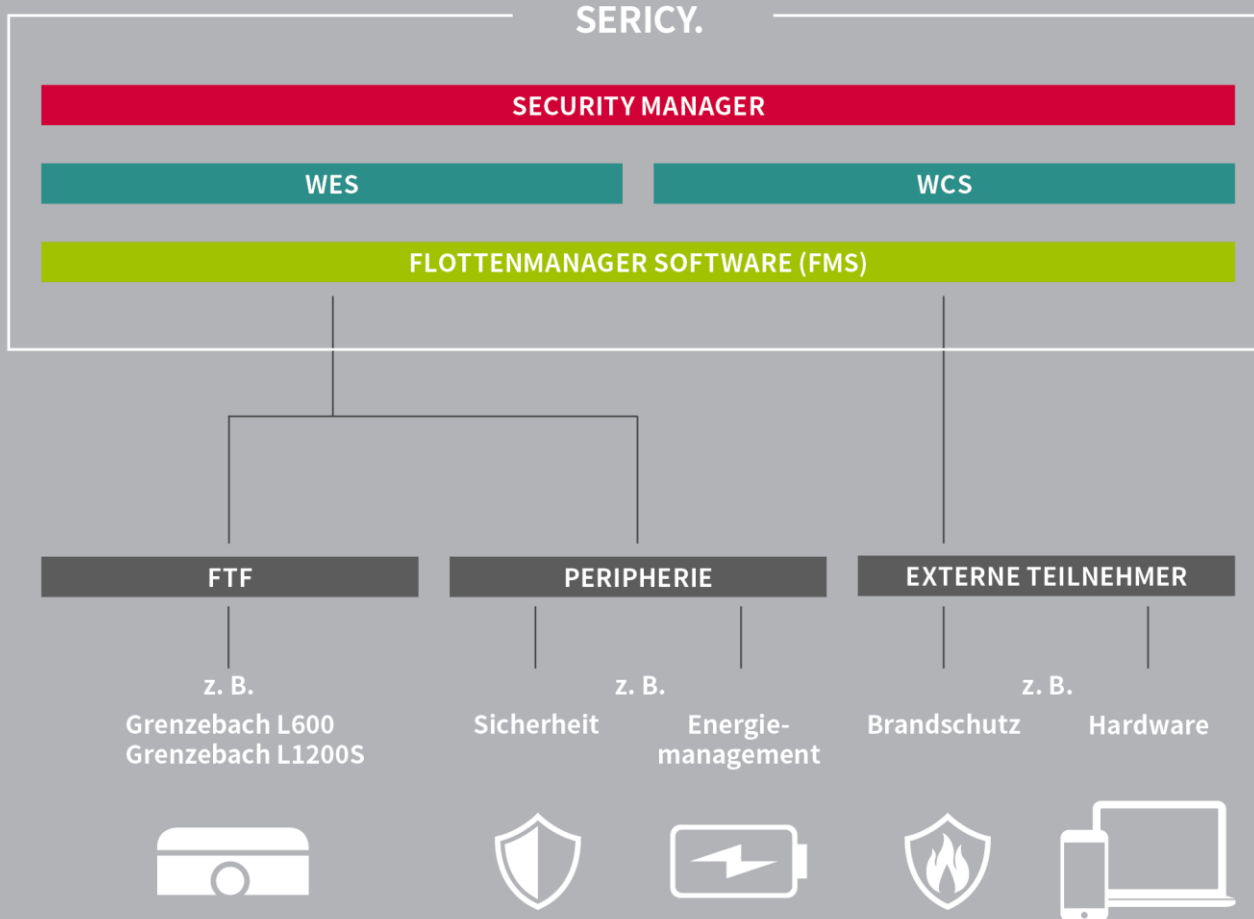 SERICY.
SECURITY MANAGER
WES
WCS
FLOTTENMANAGER SOFTWARE (FMS)
FTF
PERIPHERIE
EXTERNE TEILNEHMER
z. B.
Grenzebach L600
Grenzebach L1200S
z. B.
Sicherheit
Energie-
management
z. B.
Brandschutz
Hardware